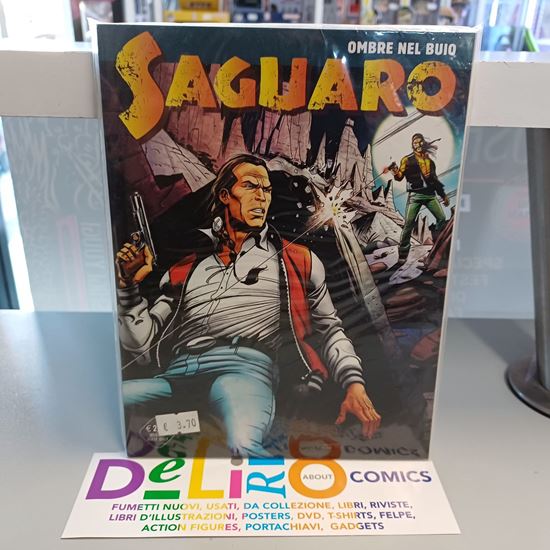 OMBRE NEL BUIO
SAGUARO
€ 3.70
DeLiRiO ABOUT COMICS
FUMETTI NUOVI, USATI, DA COLLEZIONE, LIBRI, RIVISTE,
LIBRI D'ILLUSTRAZIONI, POSTERS, DVD, T-SHIRTS, FELPE,
ACTION FIGURES, PORTACHIAVI, GADGETS